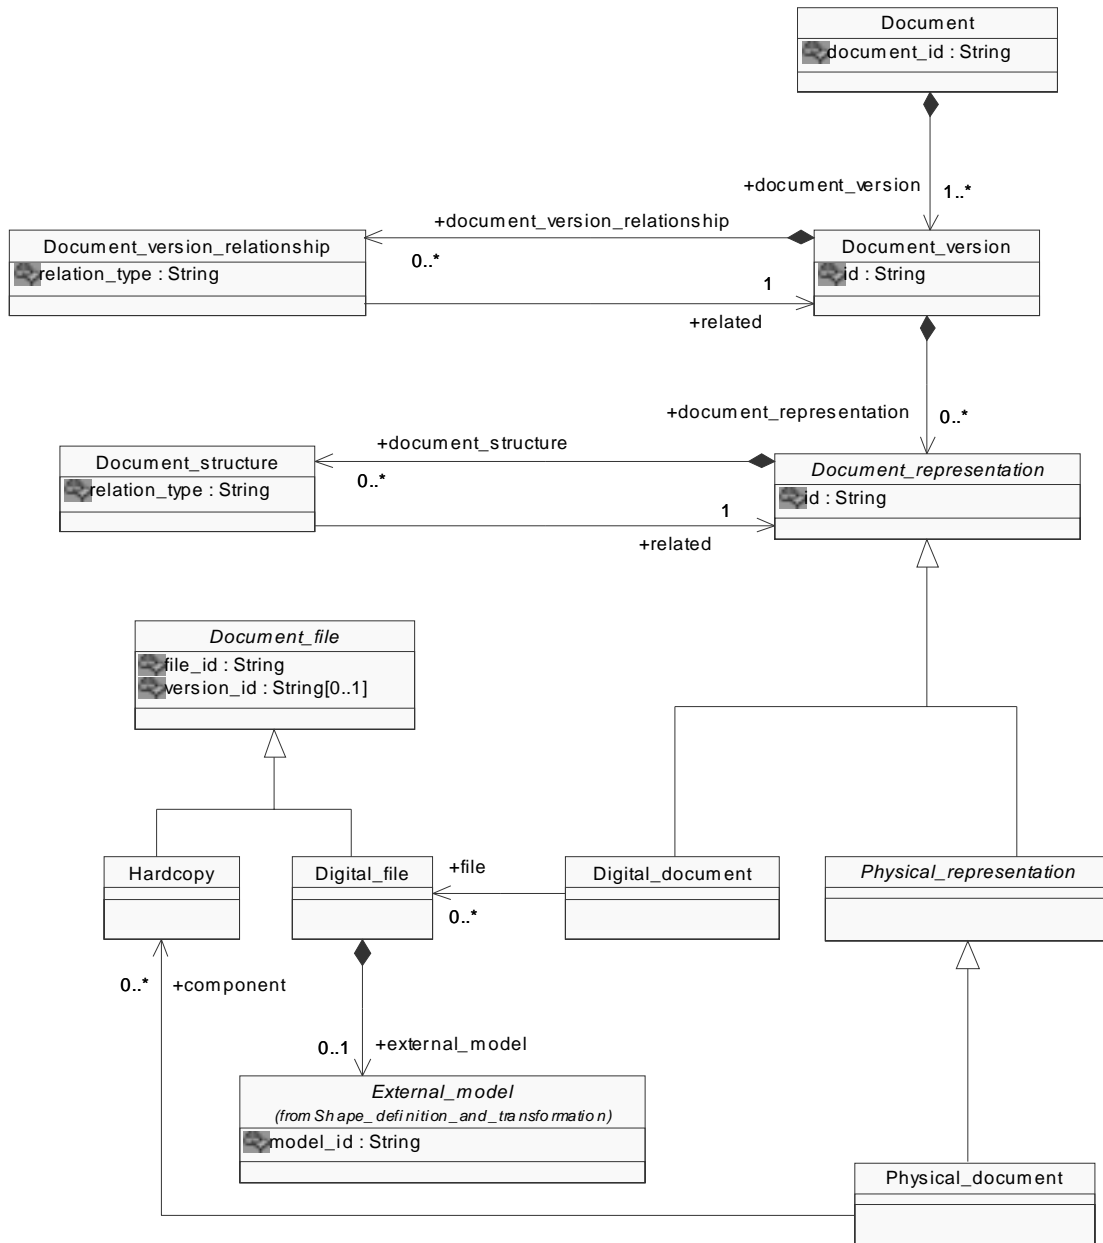 Document
document_id : String
+document_version
1..*
+document_version_relationship
0..*
Document_version_relationship
relation_type : String
Document_version
id : String
1
+related
+document_representation
0..*
+document_structure
0..*
Document_structure
relation_type : String
Document_representation
id : String
1
+related
Document_file
file_id : String
version_id : String[0..1]
Hardcopy
Digital_file
+file
0..*
Digital_document
Physical_representation
0..*
+component
0..1
+external_model
External_model
(from Shape_definition_and_transformation)
model_id : String
Physical_document